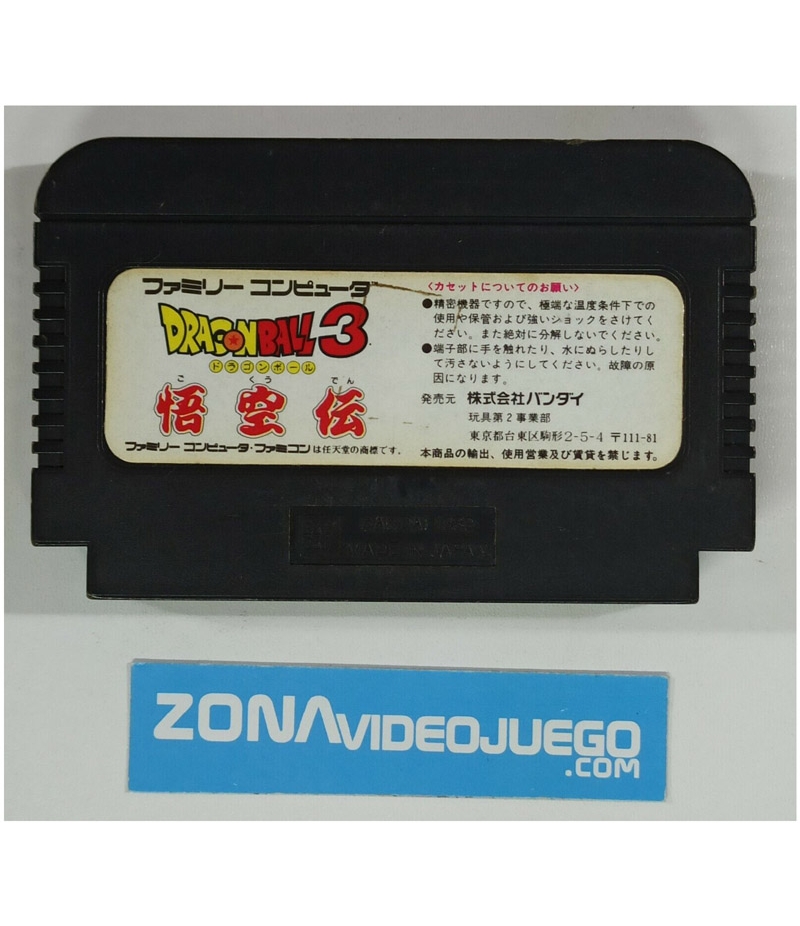 ファミリー コンピュータ
DRAGON BALL 3
ドラゴンボール
ご くう でん
悟空伝
ファミリー コンピュータ・ファミコンは任天堂の商標です。
〈カセットについてのお願い〉
●精密機器ですので、極端な温度条件下での
使用や保管および強いショックをさけてく
ださい。また絶対に分解しないでください。
●端子部に手を触れたり、水にぬらしたりし
て汚さないようにしてください。故障の原
因になります。
発売元 株式会社バンダイ
玩具第2事業部
東京都台東区駒形2-5-4 〒111-81
本商品の輸出、使用営業及び賃貸を禁じます。
ZONAVIDEOJUEGO
.COM